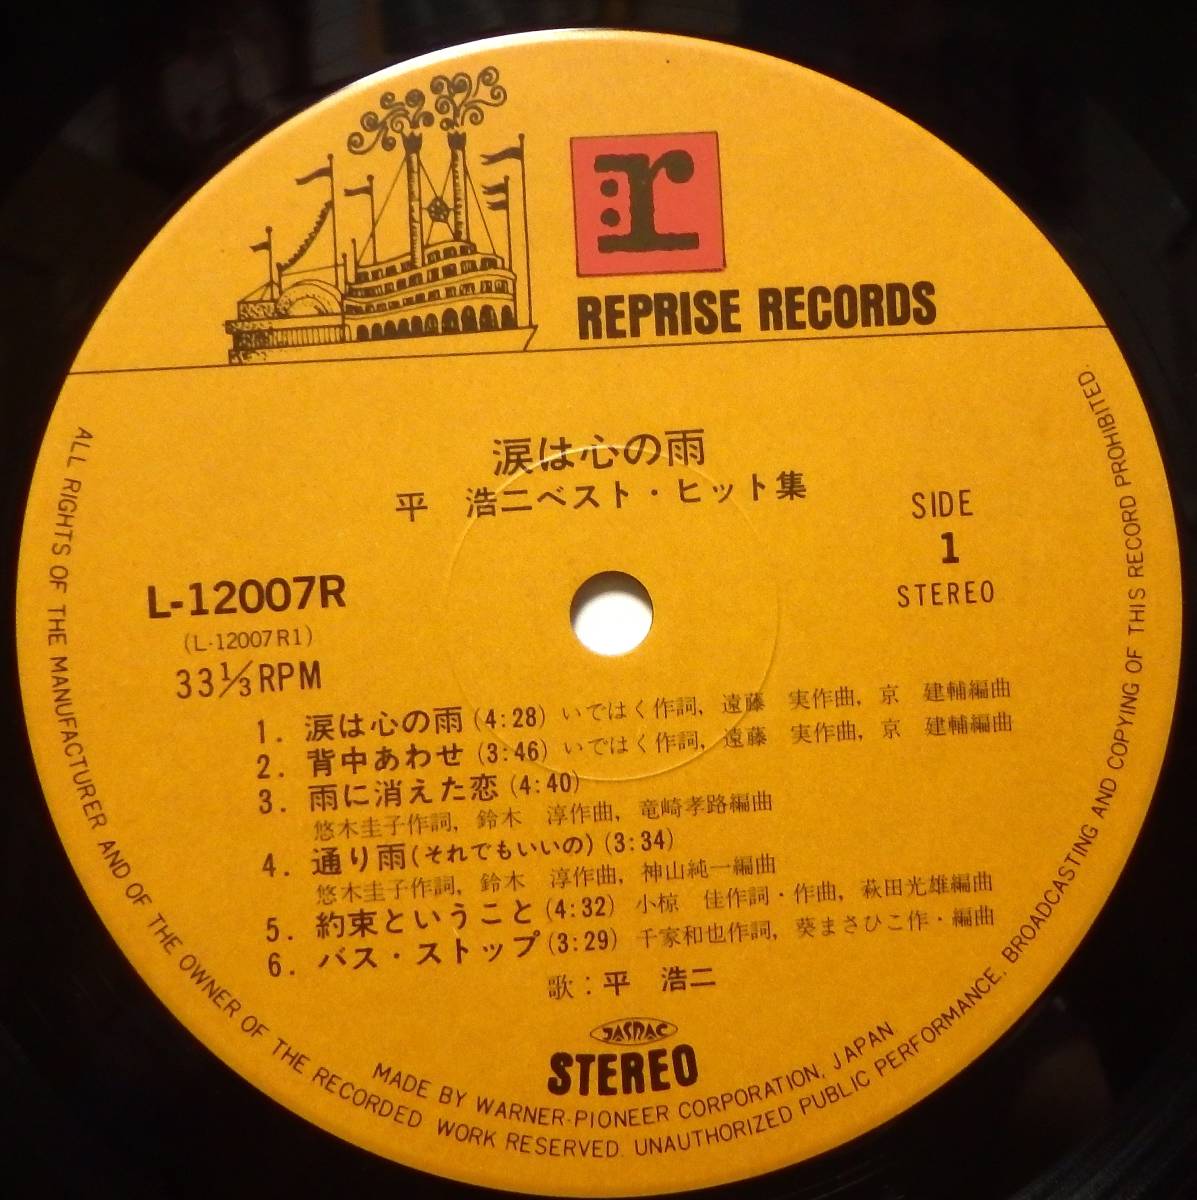 r
REPRISE RECORDS
涙は心の雨
平 浩二ベスト・ヒット集
SIDE
1
STEREO
L-12007R
(L-12007R1)
33⅓RPM
1. 涙は心の雨(4:28) いではく作詞, 遠藤 実作曲, 京 建輔編曲
2. 背中あわせ(3:46) いではく作詞, 遠藤 実作曲, 京 建輔編曲
3. 雨に消えた恋(4:40)
悠木圭子作詞, 鈴木 淳作曲, 竜崎孝路編曲
4. 通り雨(それでもいいの)(3:34)
悠木圭子作詞, 鈴木 淳作曲, 神山純一編曲
5. 約束ということ(4:32) 小椋 佳作詞・作曲, 萩田光雄編曲
6. バス・ストップ(3:29) 千家和也作詞, 葵まさひこ作・編曲
歌：平 浩二
JASRAC
STEREO
MADE BY WARNER-PIONEER CORPORATION, JAPAN
ALL RIGHTS OF THE MANUFACTURER AND OF THE OWNER OF THE RECORDED WORK RESERVED. UNAUTHORIZED PUBLIC PERFORMANCE, BROADCASTING AND COPYING OF THIS RECORD PROHIBITED.